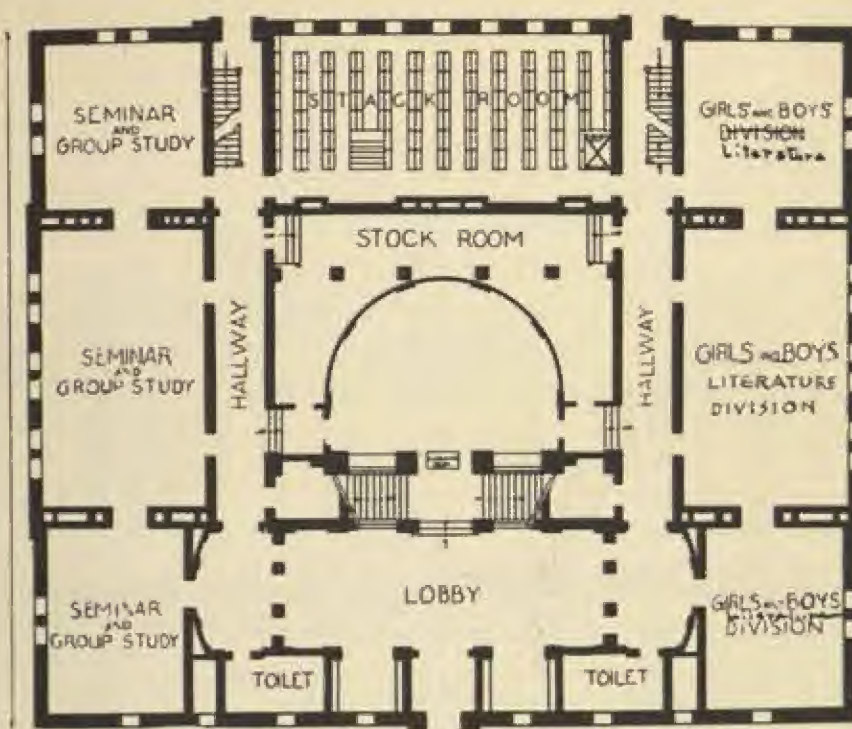 STACK ROOM
SEMINAR
AND
GROUP STUDY
GIRLS AND BOYS
DIVISION
Literature
STOCK ROOM
HALLWAY
HALLWAY
SEMINAR
AND
GROUP STUDY
GIRLS AND BOYS
LITERATURE
DIVISION
LOBBY
SEMINAR
AND
GROUP STUDY
GIRLS AND BOYS
DIVISION
TOILET
TOILET